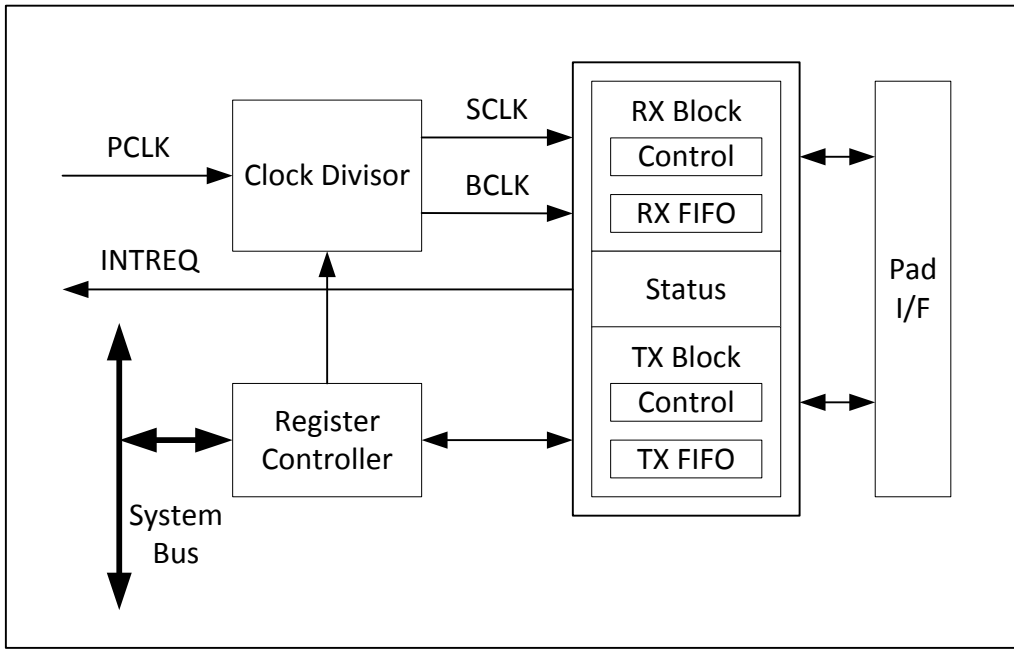 PCLK
Clock Divisor
SCLK
BCLK
INTREQ
Register
Controller
System
Bus
RX Block
Control
RX FIFO
Status
TX Block
Control
TX FIFO
Pad
I/F